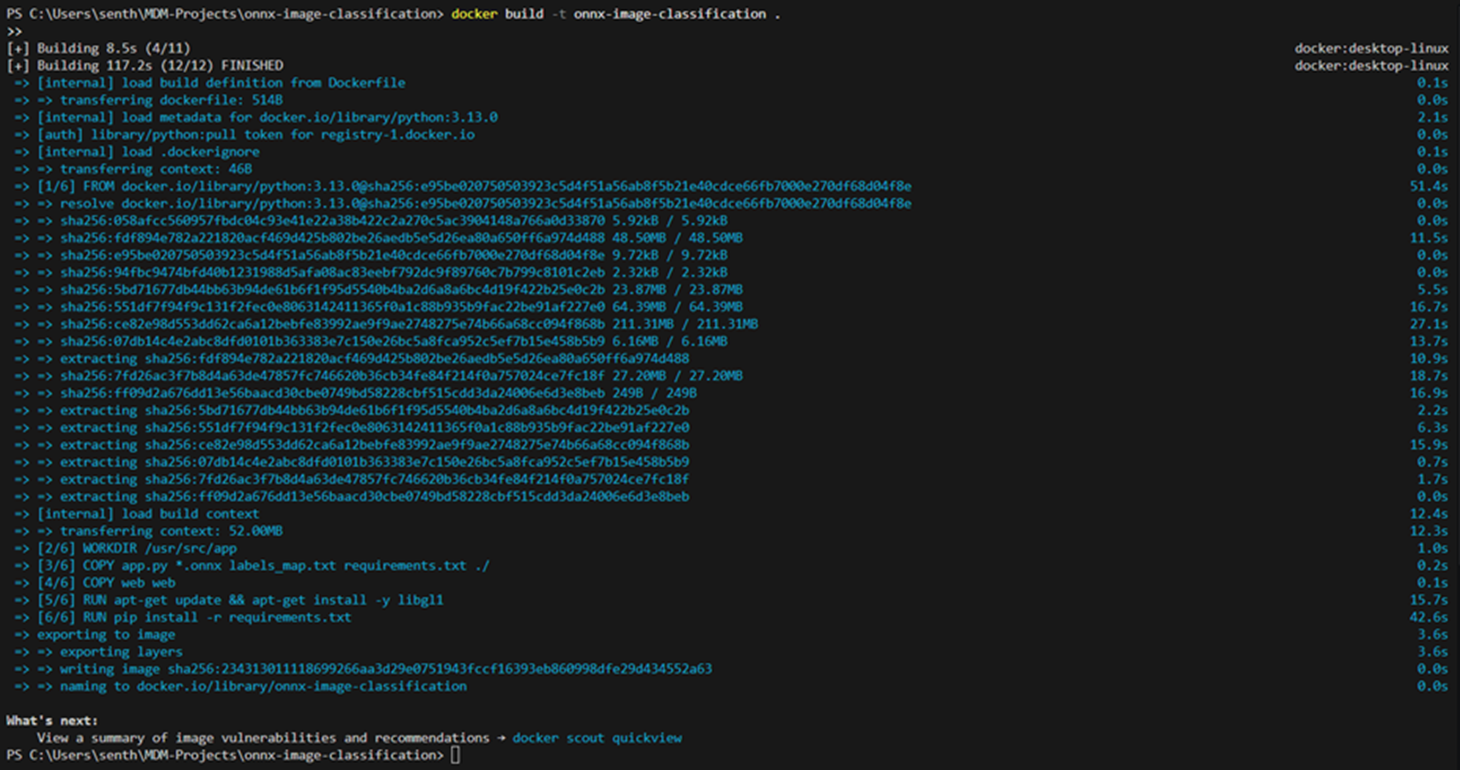 PS C:\Users\senth\MDM-Projects\onnx-image-classification> docker build -t onnx-image-classification .
>>
[+] Building 8.5s (4/11) docker:desktop-linux
[+] Building 117.2s (12/12) FINISHED docker:desktop-linux
=> [internal] load build definition from Dockerfile 0.1s
=> => transferring dockerfile: 514B 0.0s
=> [internal] load metadata for docker.io/library/python:3.13.0 2.1s
=> [auth] library/python:pull token for registry-1.docker.io 0.0s
=> [internal] load .dockerignore 0.1s
=> => transferring context: 46B 0.0s
=> [1/6] FROM docker.io/library/python:3.13.0@sha256:e95be020750503923c5d4f51a56ab8f5b21e40cdce66fb7000e270df68d04f8e 51.4s
=> => resolve docker.io/library/python:3.13.0@sha256:e95be020750503923c5d4f51a56ab8f5b21e40cdce66fb7000e270df68d04f8e 0.0s
=> => sha256:058afcc560957fbdc04c93e41e22a38b422c2a270c5ac3904148a766a0d33870 5.92kB / 5.92kB 0.0s
=> => sha256:fdf894e782a221820acf469d425b802be26aedb5e5d26ea80a650ff6a974d488 48.50MB / 48.50MB 11.5s
=> => sha256:e95be020750503923c5d4f51a56ab8f5b21e40cdce66fb7000e270df68d04f8e 9.72kB / 9.72kB 0.0s
=> => sha256:94fbc9474bfd40b1231988d5afa08ac83eebf792dc9f89760c7b799c8101c2eb 2.32kB / 2.32kB 0.0s
=> => sha256:5bd71677db44bb63b94de61b6f1f95d5540b4ba2d6a8a6bc4d19f422b25e0c2b 23.87MB / 23.87MB 5.5s
=> => sha256:551df7f94f9c131f2fec0e8063142411365f0a1c88b935b9fac22be91af227e0 64.39MB / 64.39MB 16.7s
=> => sha256:ce82e98d553dd62ca6a12bebfe83992ae9f9ae2748275e74b66a68cc094f868b 211.31MB / 211.31MB 27.1s
=> => sha256:07db14c4e2abc8dfd0101b363383e7c150e26bc5a8fca952c5ef7b15e458b5b9 6.16MB / 6.16MB 13.7s
=> => extracting sha256:fdf894e782a221820acf469d425b802be26aedb5e5d26ea80a650ff6a974d488 10.9s
=> => sha256:7fd26ac3f7b8d4a63de47857fc746620b36cb34fe84f214f0a757024ce7fc18f 27.20MB / 27.20MB 18.7s
=> => sha256:ff09d2a676dd13e56baacd30cbe0749bd58228cbf515cdd3da24006e6d3e8beb 249B / 249B 16.9s
=> => extracting sha256:5bd71677db44bb63b94de61b6f1f95d5540b4ba2d6a8a6bc4d19f422b25e0c2b 2.2s
=> => extracting sha256:551df7f94f9c131f2fec0e8063142411365f0a1c88b935b9fac22be91af227e0 6.3s
=> => extracting sha256:ce82e98d553dd62ca6a12bebfe83992ae9f9ae2748275e74b66a68cc094f868b 15.9s
=> => extracting sha256:07db14c4e2abc8dfd0101b363383e7c150e26bc5a8fca952c5ef7b15e458b5b9 0.7s
=> => extracting sha256:7fd26ac3f7b8d4a63de47857fc746620b36cb34fe84f214f0a757024ce7fc18f 1.7s
=> => extracting sha256:ff09d2a676dd13e56baacd30cbe0749bd58228cbf515cdd3da24006e6d3e8beb 0.0s
=> [internal] load build context 12.4s
=> => transferring context: 52.00MB 12.3s
=> [2/6] WORKDIR /usr/src/app 1.0s
=> [3/6] COPY app.py *.onnx labels_map.txt requirements.txt ./ 0.2s
=> [4/6] COPY web web 0.1s
=> [5/6] RUN apt-get update && apt-get install -y libgl1 15.7s
=> [6/6] RUN pip install -r requirements.txt 42.6s
=> exporting to image 3.6s
=> => exporting layers 3.6s
=> => writing image sha256:234313011118699266aa3d29e0751943fccf16393eb860998dfe29d434552a63 0.0s
=> => naming to docker.io/library/onnx-image-classification 0.0s
What's next:
View a summary of image vulnerabilities and recommendations → docker scout quickview
PS C:\Users\senth\MDM-Projects\onnx-image-classification>